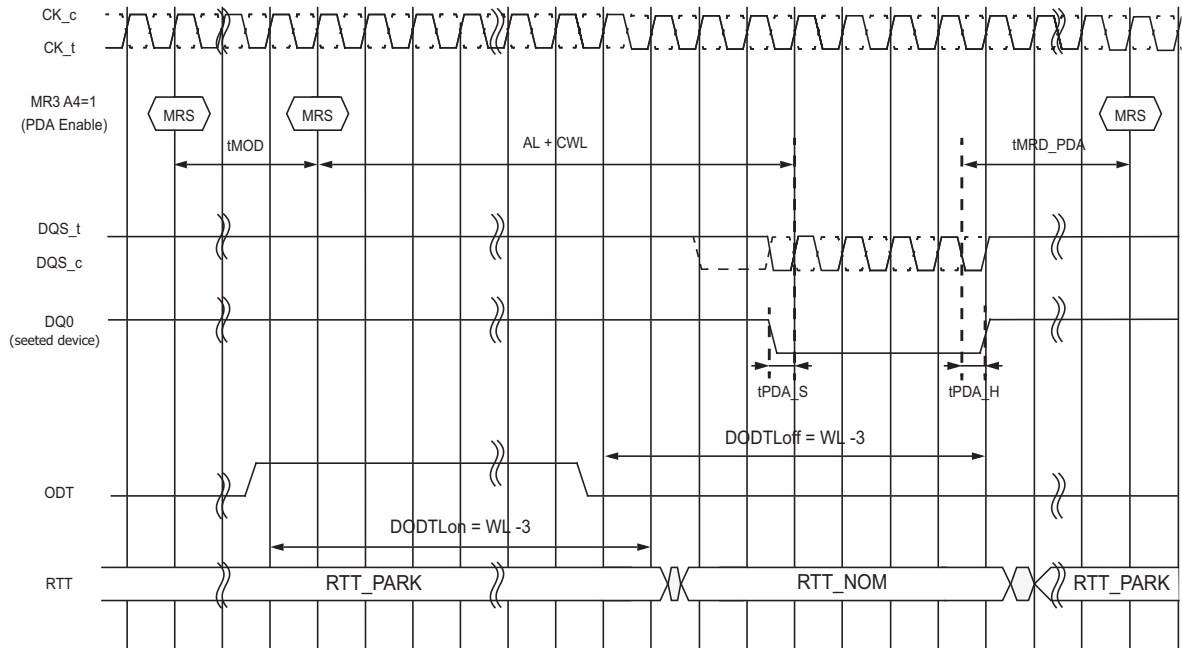 CK_c
CK_t
MR3 A4=1
(PDA Enable)
MRS
MRS
MRS
tMOD
AL + CWL
tMRD_PDA
DQS_t
DQS_c
DQ0
(seeted device)
tPDA_S
tPDA_H
DODTLoff = WL -3
ODT
DODTLon = WL -3
RTT
RTT_PARK
RTT_NOM
RTT_PARK